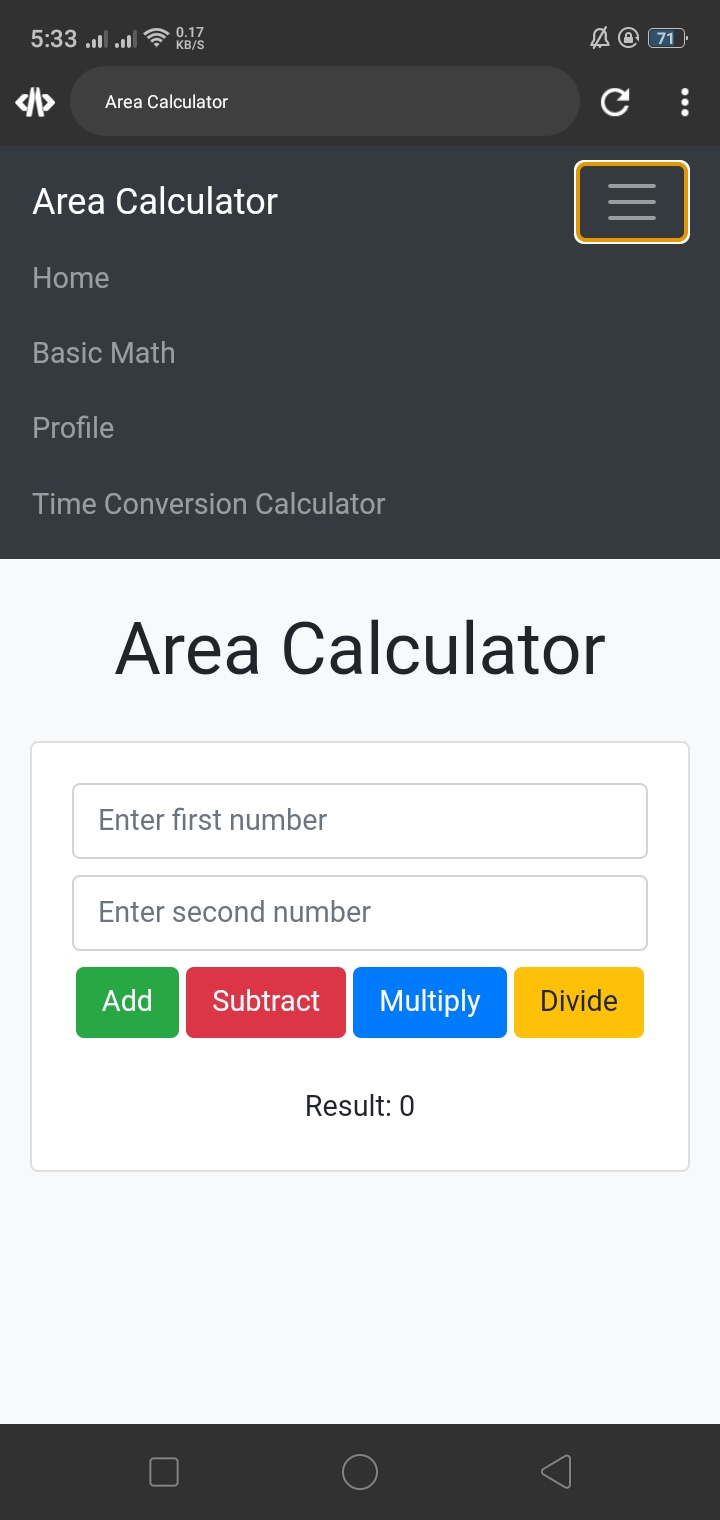 5:33 0.17 KB/S 71
Area Calculator
Area Calculator
Home
Basic Math
Profile
Time Conversion Calculator
Area Calculator
Enter first number
Enter second number
Add Subtract Multiply Divide
Result: 0